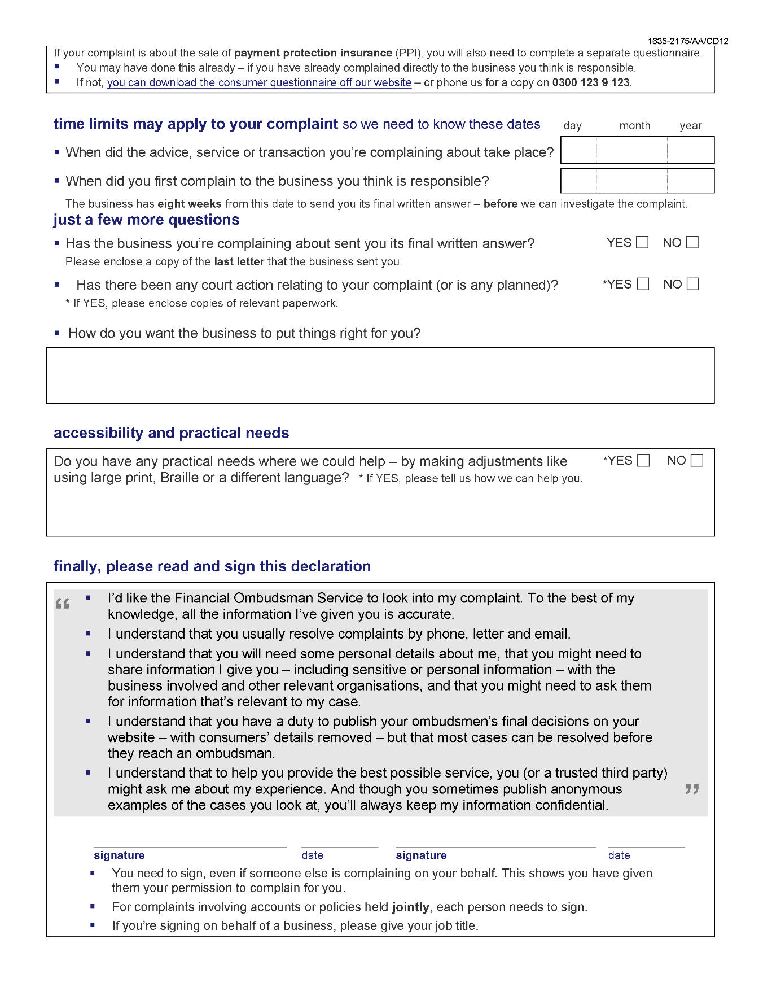 1635-2175/AA/CD12
If your complaint is about the sale of payment protection insurance (PPI), you will also need to complete a separate questionnaire.
▪ You may have done this already – if you have already complained directly to the business you think is responsible.
▪ If not, you can download the consumer questionnaire off our website – or phone us for a copy on 0300 123 9 123.
time limits may apply to your complaint so we need to know these dates day month year
▪ When did the advice, service or transaction you’re complaining about take place?
▪ When did you first complain to the business you think is responsible?
The business has eight weeks from this date to send you its final written answer – before we can investigate the complaint.
just a few more questions
▪ Has the business you’re complaining about sent you its final written answer? YES □ NO □
Please enclose a copy of the last letter that the business sent you.
▪ Has there been any court action relating to your complaint (or is any planned)? *YES □ NO □
* If YES, please enclose copies of relevant paperwork.
▪ How do you want the business to put things right for you?
accessibility and practical needs
Do you have any practical needs where we could help – by making adjustments like *YES □ NO □
using large print, Braille or a different language? * If YES, please tell us how we can help you.
finally, please read and sign this declaration
“ ▪ I’d like the Financial Ombudsman Service to look into my complaint. To the best of my
knowledge, all the information I’ve given you is accurate.
▪ I understand that you usually resolve complaints by phone, letter and email.
▪ I understand that you will need some personal details about me, that you might need to
share information I give you – including sensitive or personal information – with the
business involved and other relevant organisations, and that you might need to ask them
for information that’s relevant to my case.
▪ I understand that you have a duty to publish your ombudsmen’s final decisions on your
website – with consumers’ details removed – but that most cases can be resolved before
they reach an ombudsman.
▪ I understand that to help you provide the best possible service, you (or a trusted third party)
might ask me about my experience. And though you sometimes publish anonymous ”
examples of the cases you look at, you’ll always keep my information confidential.
signature date signature date
▪ You need to sign, even if someone else is complaining on your behalf. This shows you have given
them your permission to complain for you.
▪ For complaints involving accounts or policies held jointly, each person needs to sign.
▪ If you’re signing on behalf of a business, please give your job title.